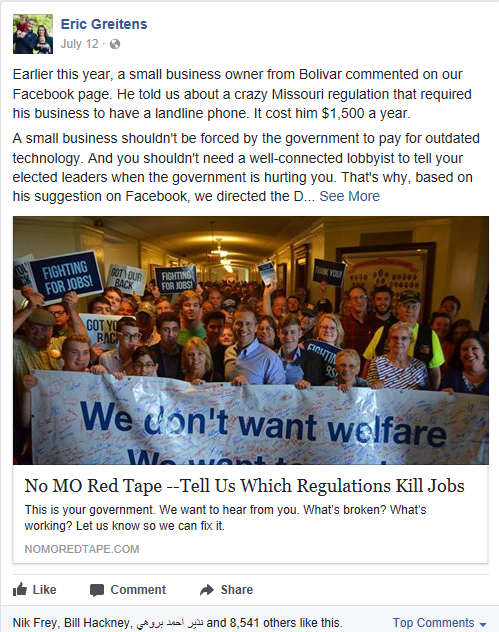 Eric Greitens
July 12 ·
Earlier this year, a small business owner from Bolivar commented on our
Facebook page. He told us about a crazy Missouri regulation that required
his business to have a landline phone. It cost him $1,500 a year.
A small business shouldn't be forced by the government to pay for outdated
technology. And you shouldn't need a well-connected lobbyist to tell your
elected leaders when the government is hurting you. That's why, based on
his suggestion on Facebook, we directed the D... See More
FIGHTING
FOR JOBS!
GOT OUR
BACK
FIGHTING
FOR JOBS!
THANK YOU!
GOT YO
BAC
FIGHTIN
We don't want welfare
We want t
No MO Red Tape --Tell Us Which Regulations Kill Jobs
This is your government. We want to hear from you. What's broken? What's
working? Let us know so we can fix it.
NOMOREDTAPE.COM
Like Comment Share
Nik Frey, Bill Hackney, نذير احمد بروهي and 8,541 others like this. Top Comments